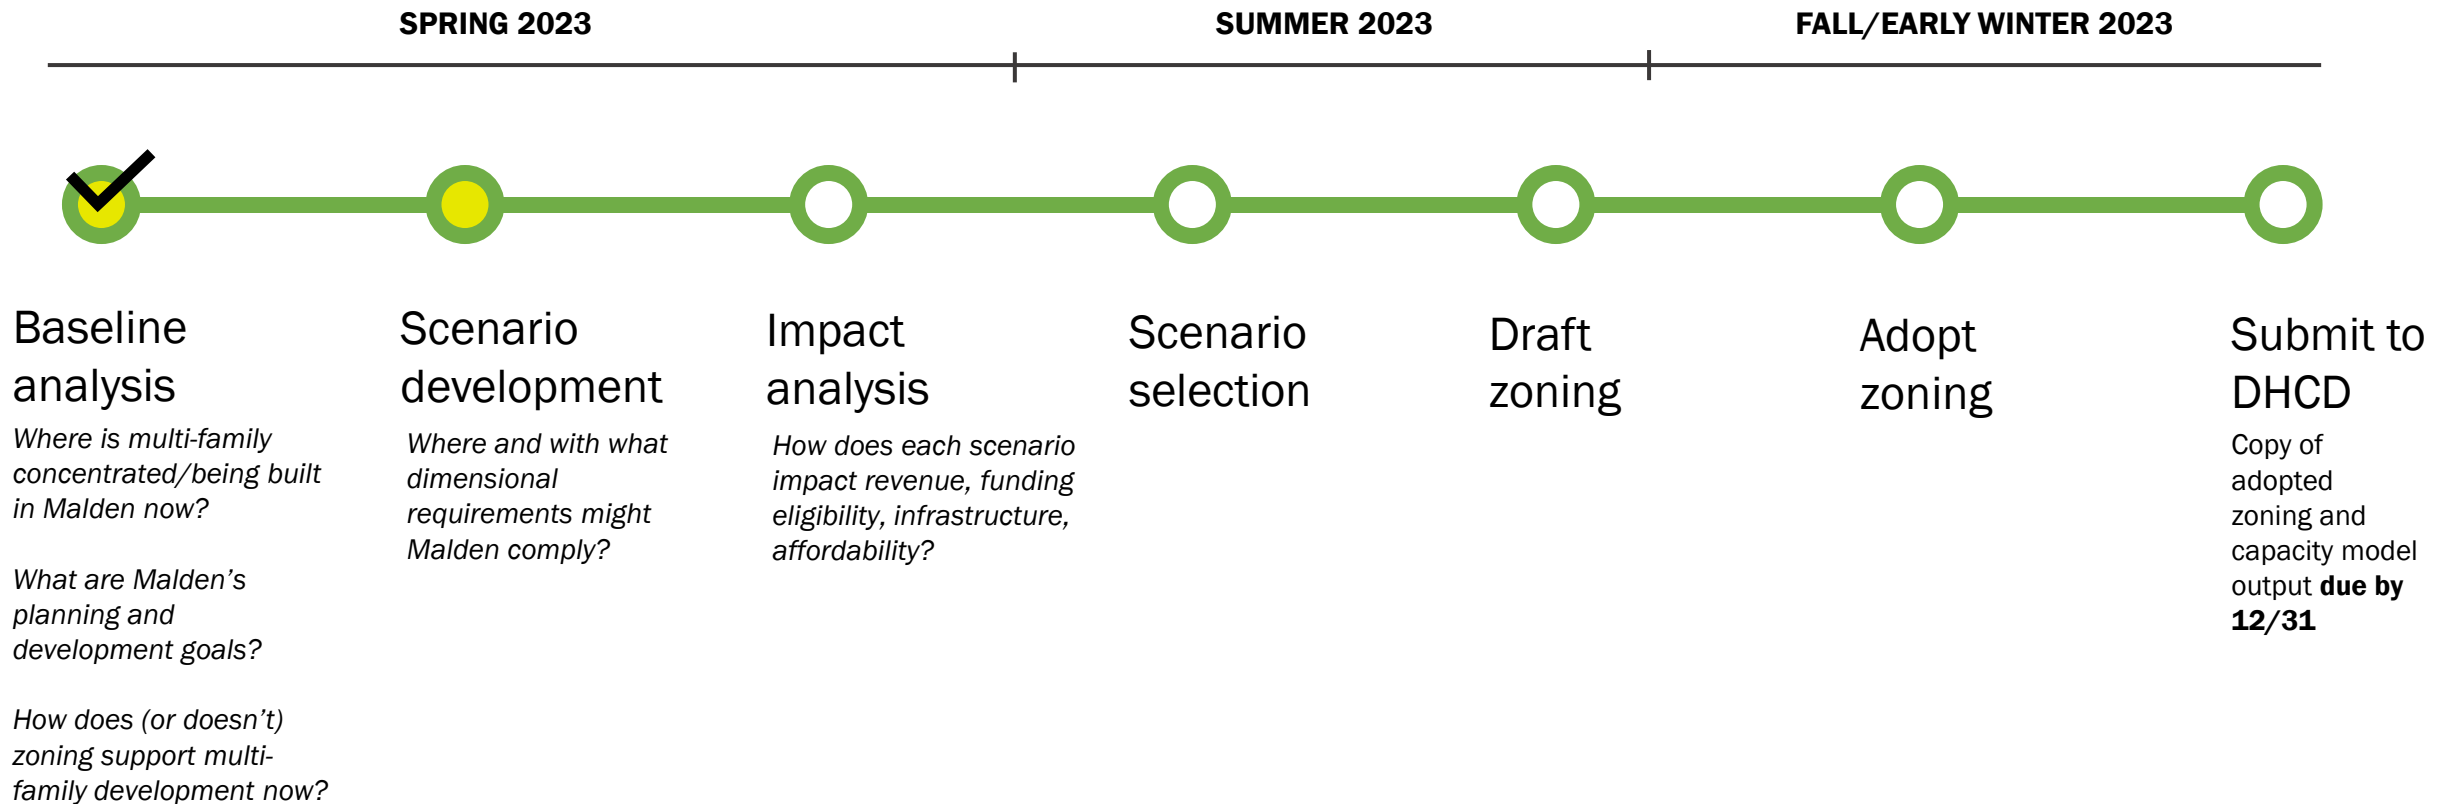 SPRING 2023
SUMMER 2023
FALL/EARLY WINTER 2023
Baseline
analysis
Where is multi-family
concentrated/being built
in Malden now?
What are Malden’s
planning and
development goals?
How does (or doesn’t)
zoning support multi-
family development now?
Scenario
development
Where and with what
dimensional
requirements might
Malden comply?
Impact
analysis
How does each scenario
impact revenue, funding
eligibility, infrastructure,
affordability?
Scenario
selection
Draft
zoning
Adopt
zoning
Submit to
DHCD
Copy of
adopted
zoning and
capacity model
output due by
12/31